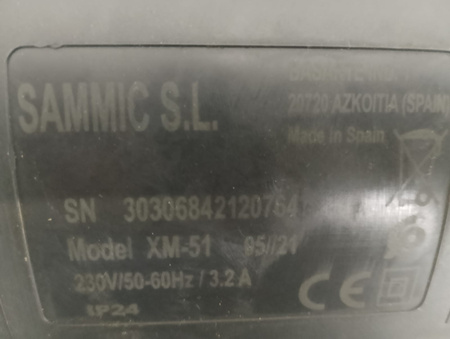 SAMMIC S.L.
20720 AZKOITIA (SPAIN)
Made in Spain
SN 30306842120764
Model XM-51 05//21
230V/50-60Hz / 3.2 A
IP24
CE